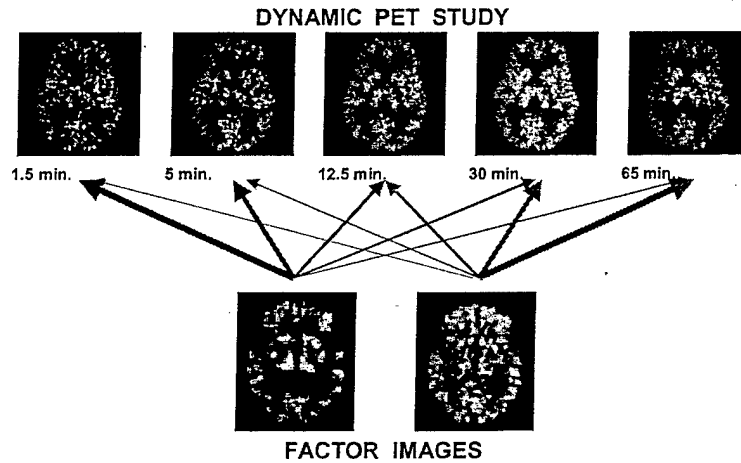 DYNAMIC PET STUDY
1.5 min.
5 min.
12.5 min.
30 min.
65 min.
FACTOR IMAGES